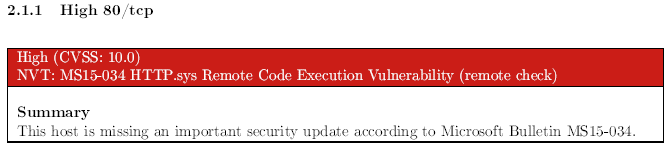 2.1.1 High 80/tcp
High (CVSS: 10.0)
NVT: MS15-034 HTTP.sys Remote Code Execution Vulnerability (remote check)
Summary
This host is missing an important security update according to Microsoft Bulletin MS15-034.